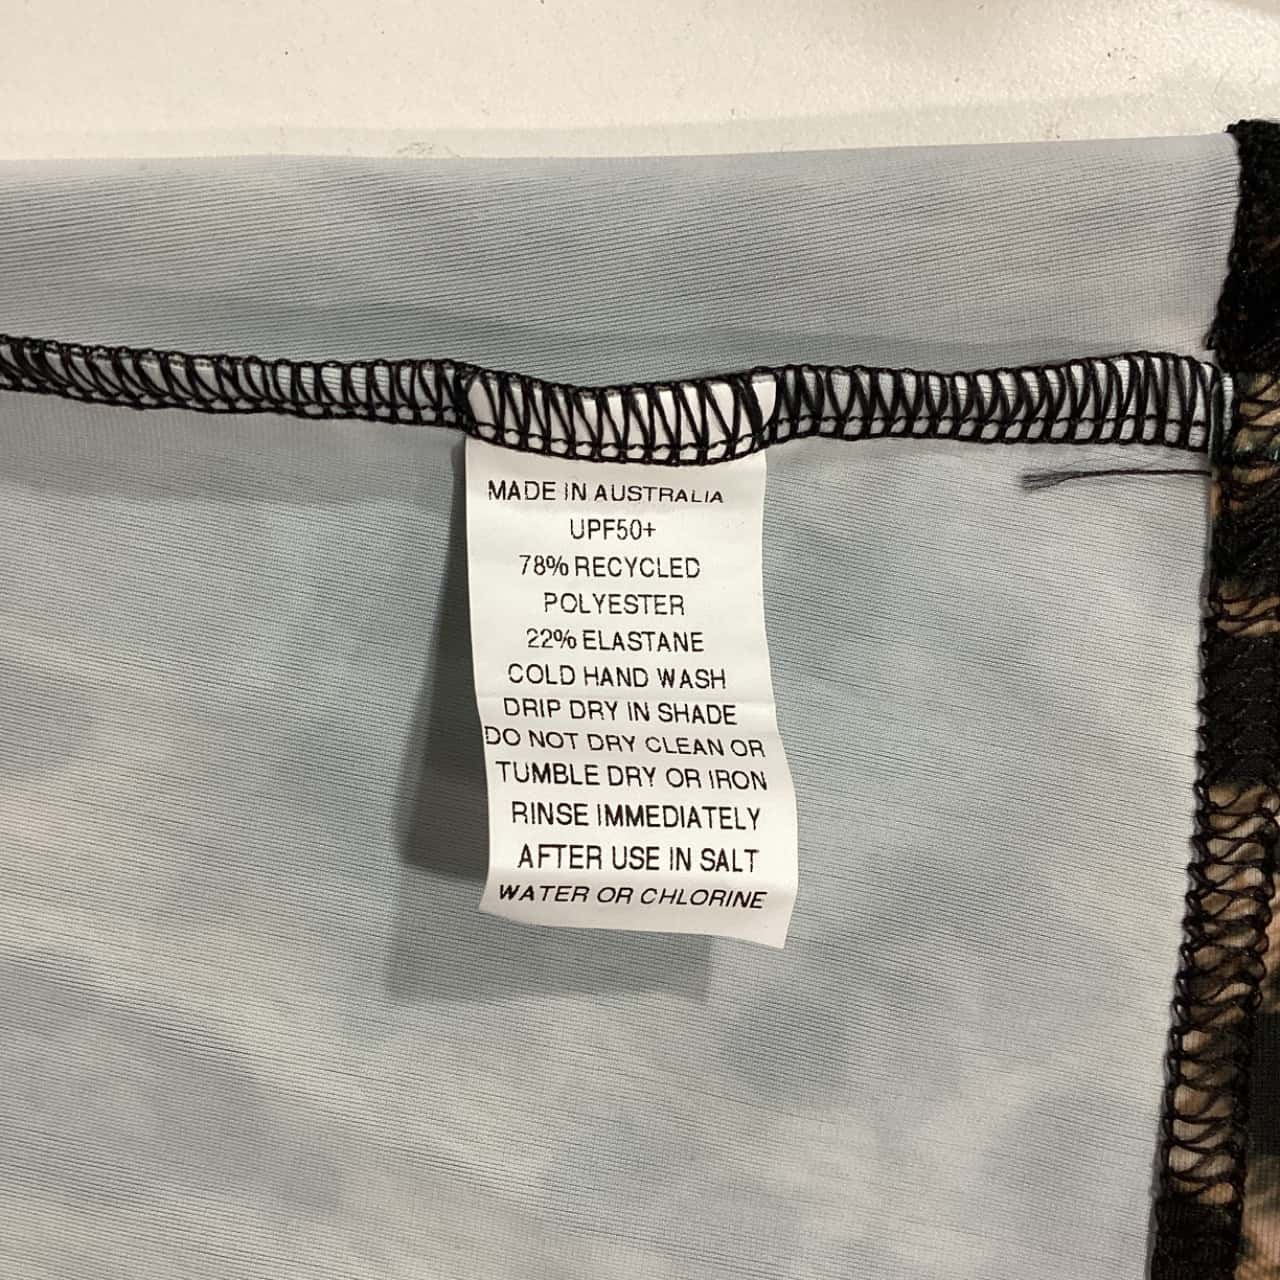 MADE IN AUSTRALIA
UPF50+
78% RECYCLED
POLYESTER
22% ELASTANE
COLD HAND WASH
DRIP DRY IN SHADE
DO NOT DRY CLEAN OR
TUMBLE DRY OR IRON
RINSE IMMEDIATELY
AFTER USE IN SALT
WATER OR CHLORINE